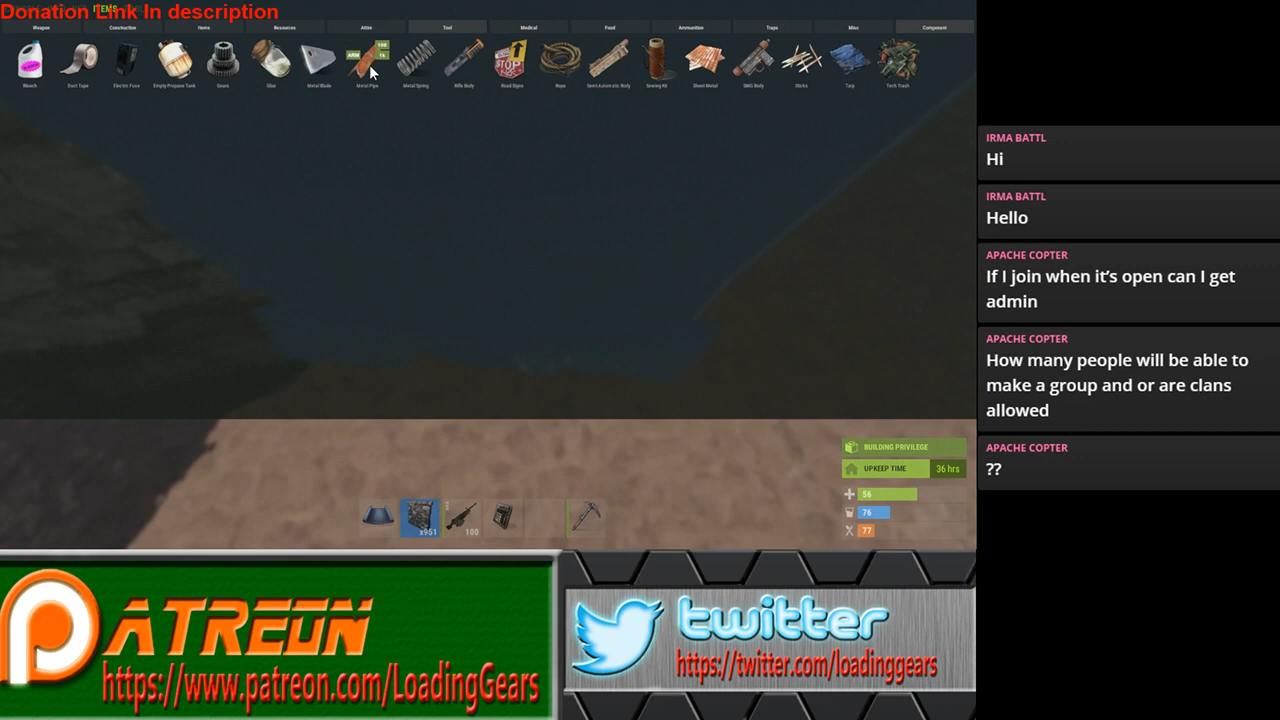 Donation Link In description
ITEMS
Weapon Construction Items Resources Attire Tool Medical Food Ammunition Traps Misc Component
100
ARM 1k
Bleach Duct Tape Electric Fuse Empty Propane Tank Gears Glue Metal Blade Metal Pipe Metal Spring Rifle Body Road Signs Rope Semi Automatic Body Sewing Kit Sheet Metal SMG Body Sticks Tarp Tech Trash
STOP
IRMA BATTL
Hi
IRMA BATTL
Hello
APACHE COPTER
If I join when it’s open can I get
admin
APACHE COPTER
How many people will be able to
make a group and or are clans
allowed
APACHE COPTER
??
BUILDING PRIVILEGE
UPKEEP TIME 36 hrs
56
76
77
x951
100
PATREON
https://www.patreon.com/LoadingGears
twitter
https://twitter.com/loadinggears